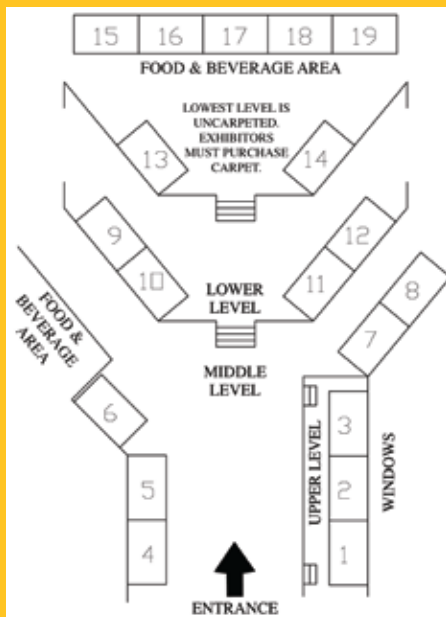 15 16 17 18 19
FOOD & BEVERAGE AREA
LOWEST LEVEL IS
UNCARPETED.
EXHIBITORS
MUST PURCHASE
CARPET.
13
14
9
10
12
11
LOWER
LEVEL
8
7
FOOD &
BEVERAGE
AREA
MIDDLE
LEVEL
6
5
4
UPPER LEVEL
3
2
1
WINDOWS
ENTRANCE